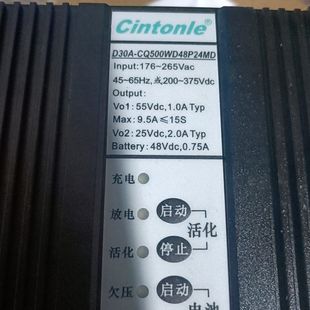 Cintonle®
D30A-CQ500WD48P24MD
Input: 176~265Vac
45~65Hz, 或200~375Vdc
Output:
Vo1: 55Vdc, 1.0A Typ
Max: 9.5A ≤15S
Vo2: 25Vdc, 2.0A Typ
Battery: 48Vdc, 0.75A
充电
放电 启动
活化
活化 停止
欠压 启动
电池